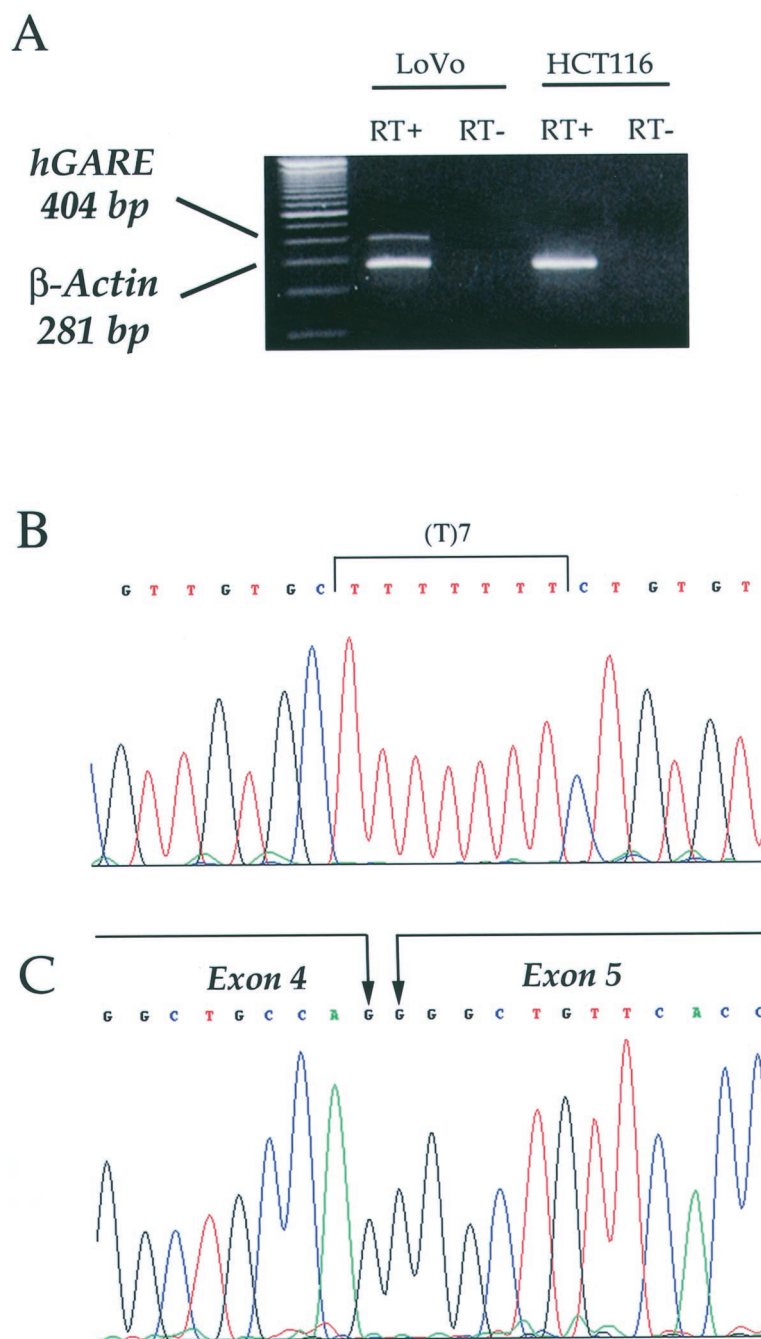 A
LoVo HCT116
RT+ RT- RT+ RT-
hGARE
404 bp
β-Actin
281 bp
B
(T)7
G T T G T G C T T T T T T T C T G T G T
C
Exon 4 Exon 5
G G C T G C C A G G G G C T G T T C A C C